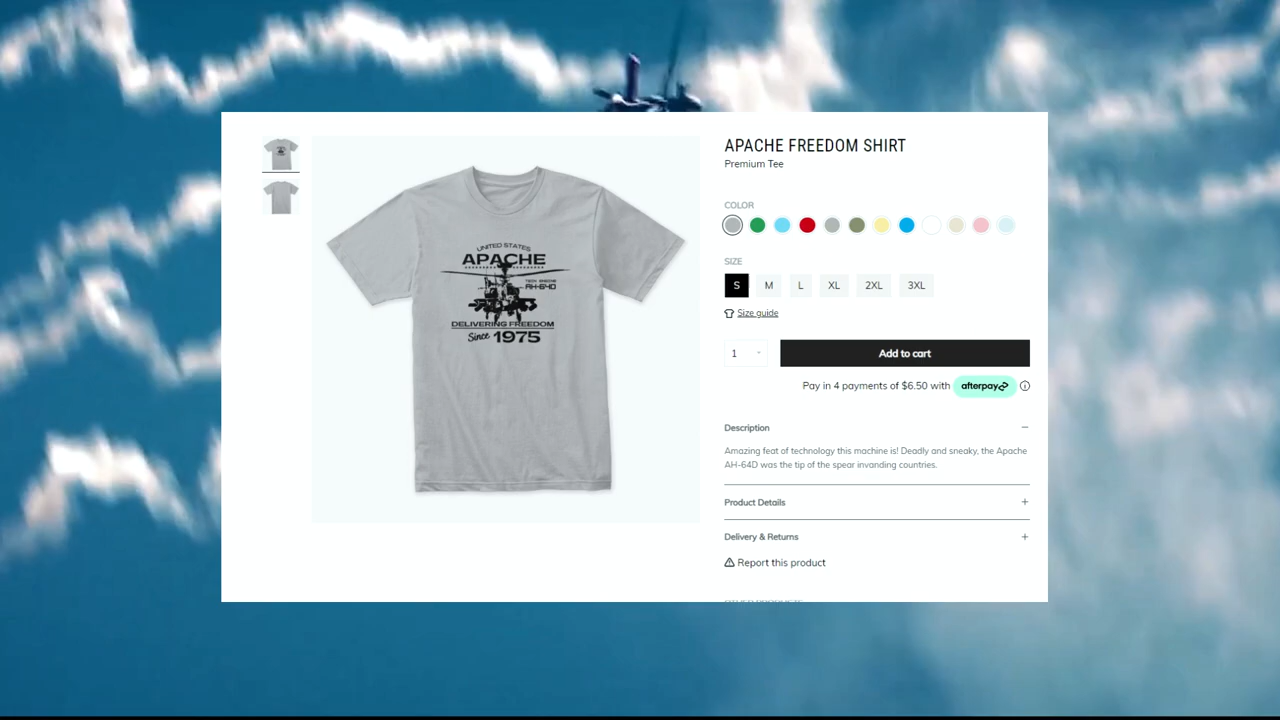 APACHE FREEDOM SHIRT
Premium Tee
COLOR
SIZE
S M L XL 2XL 3XL
Size guide
1
Add to cart
Pay in 4 payments of $6.50 with afterpay
Description
Amazing feat of technology this machine is! Deadly and sneaky, the Apache
AH-64D was the tip of the spear invanding countries.
Product Details
Delivery & Returns
Report this product
UNITED STATES
APACHE
AH-64D
DELIVERING FREEDOM
Since 1975